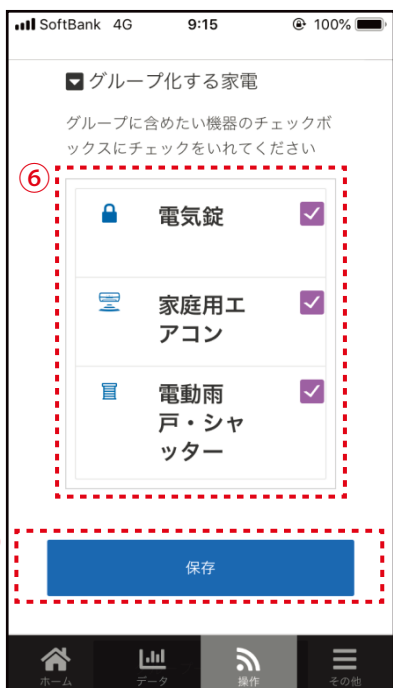 SoftBank 4G 9:15 100%
グループ化する家電
グループに含めたい機器のチェックボ
ックスにチェックをいれてください
⑥
電気錠
家庭用エ
アコン
電動雨
戸・シャ
ッター
保存
ホーム データ 操作 その他